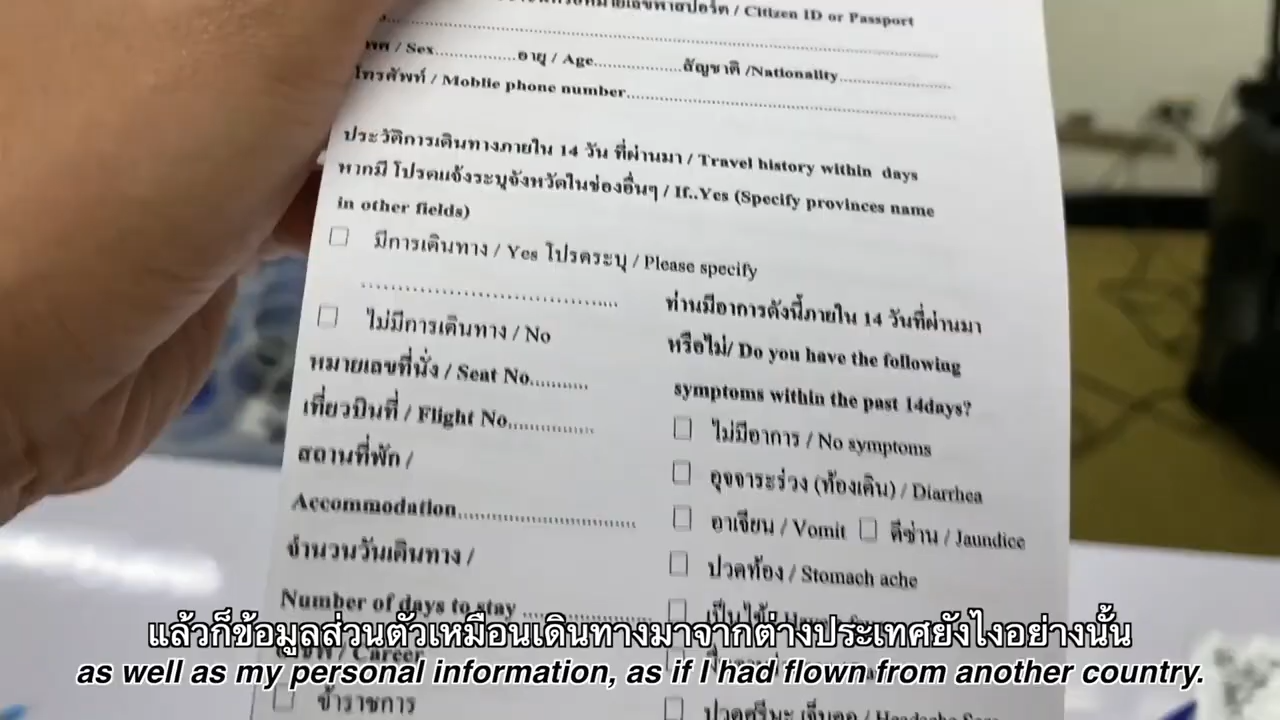 / Citizen ID or Passport
เพศ / Sex...............อายุ / Age................สัญชาติ /Nationality....................
โทรศัพท์ / Moblie phone number............................................................
ประวัติการเดินทางภายใน 14 วัน ที่ผ่านมา / Travel history within days
หากมี โปรดแจ้งระบุจังหวัดในช่องอื่นๆ / If..Yes (Specify provinces name
in other fields)
☐ มีการเดินทาง / Yes โปรดระบุ / Please specify
☐ ไม่มีการเดินทาง / No
หมายเลขที่นั่ง / Seat No...........
เที่ยวบินที่ / Flight No...............
สถานที่พัก /
Accommodation...............................
จำนวนวันเดินทาง /
Number of days to stay ......................
/ Career
☐ ข้าราชการ
ท่านมีอาการดังนี้ภายใน 14 วันที่ผ่านมา
หรือไม่/ Do you have the following
symptoms within the past 14days?
☐ ไม่มีอาการ / No symptoms
☐ อุจจาระร่วง (ท้องเดิน) / Diarrhea
☐ อาเจียน / Vomit ☐ ดีซ่าน / Jaundice
☐ ปวดท้อง / Stomach ache
☐ เป็นไข้
แล้วก็ข้อมูลส่วนตัวเหมือนเดินทางมาจากต่างประเทศยังไงอย่างนั้น
as well as my personal information, as if I had flown from another country.